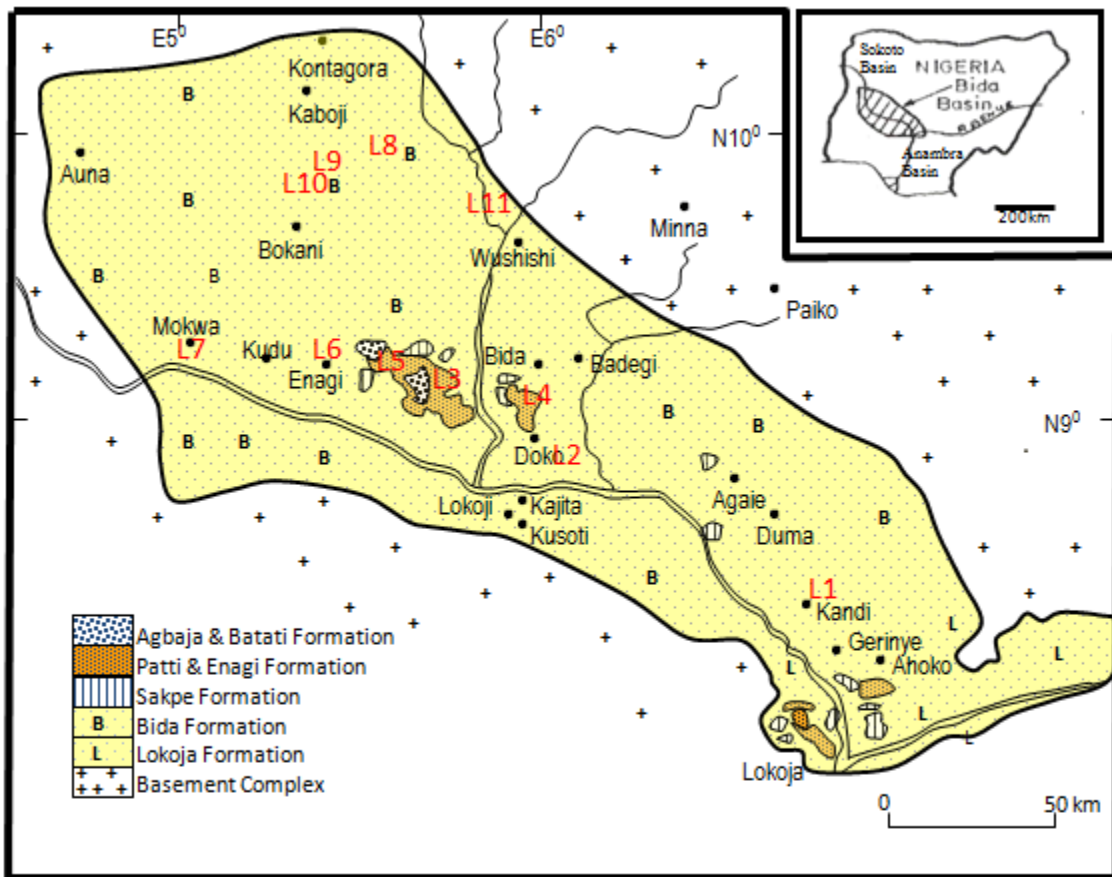 E5⁰
E6⁰
Kontagora
Kaboji
B
N10⁰
L8
B
Auna
L9
L10
B
B
L11
Minna
Bokani
Wushishi
B
B
B
Paiko
Mokwa
L7
Kudu
L6
Enagi
L5
L3
Bida
Badegi
L4
B
B
N9⁰
Doko
L2
B
B
B
Agaie
Lokoji
Kajita
Kusoti
Duma
B
B
L1
Kandi
L
Gerinye
Ahoko
L
L
L
L
Lokoja
Sokoto
Basin
NIGERIA
Bida
Basin
Anambra
Basin
200km
Agbaja & Batati Formation
Patti & Enagi Formation
Sakpe Formation
B Bida Formation
L Lokoja Formation
Basement Complex
0 50 km